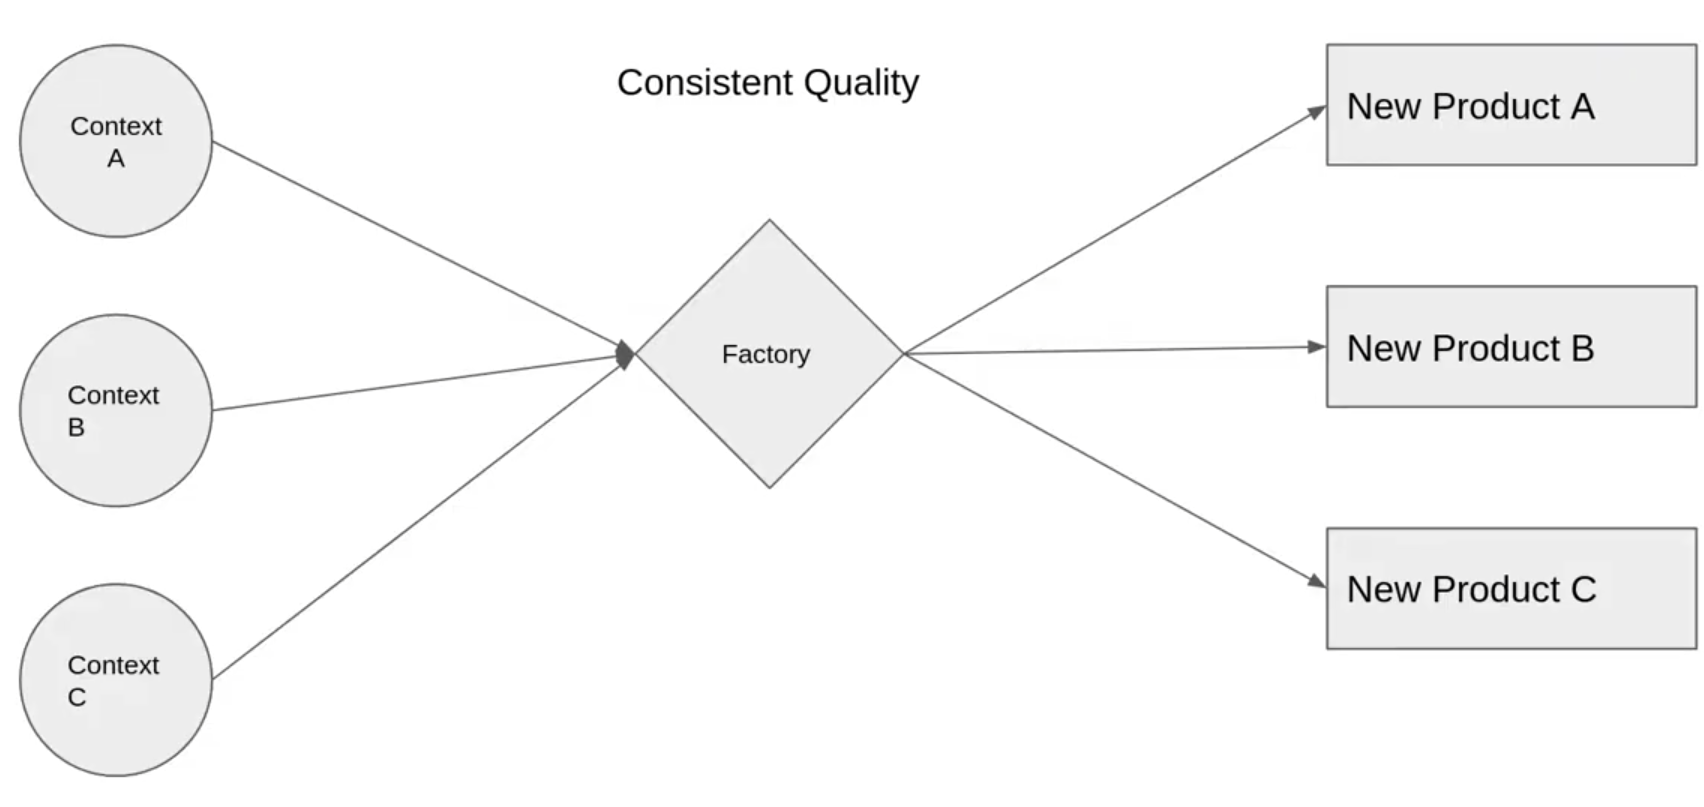 Consistent Quality
Context
A
Context
B
Context
C
Factory
New Product A
New Product B
New Product C